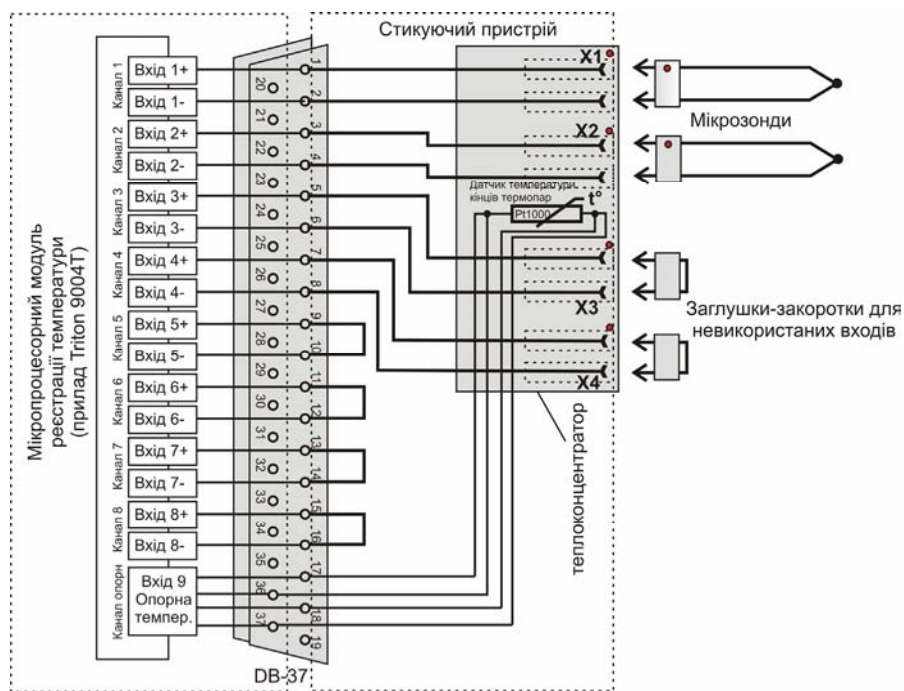 Стикуючий пристрій
Мікропроцесорний модуль
реєстрації температури
(прилад Triton 9004T)
Канал 1
Вхід 1+
Вхід 1-
Канал 2
Вхід 2+
Вхід 2-
Канал 3
Вхід 3+
Вхід 3-
Канал 4
Вхід 4+
Вхід 4-
Канал 5
Вхід 5+
Вхід 5-
Канал 6
Вхід 6+
Вхід 6-
Канал 7
Вхід 7+
Вхід 7-
Канал 8
Вхід 8+
Вхід 8-
Канал опорн
Вхід 9
Опорна
темпер.
1
2
3
4
5
6
7
8
9
10
11
12
13
14
15
16
17
18
19
20
21
22
23
24
25
26
27
28
29
30
31
32
33
34
35
36
37
DB-37
X1
X2
Датчик температури
кінців термопар
t°
Pt1000
X3
X4
теплоконцентратор
Мікрозонди
Заглушки-закоротки для
невикористаних входів